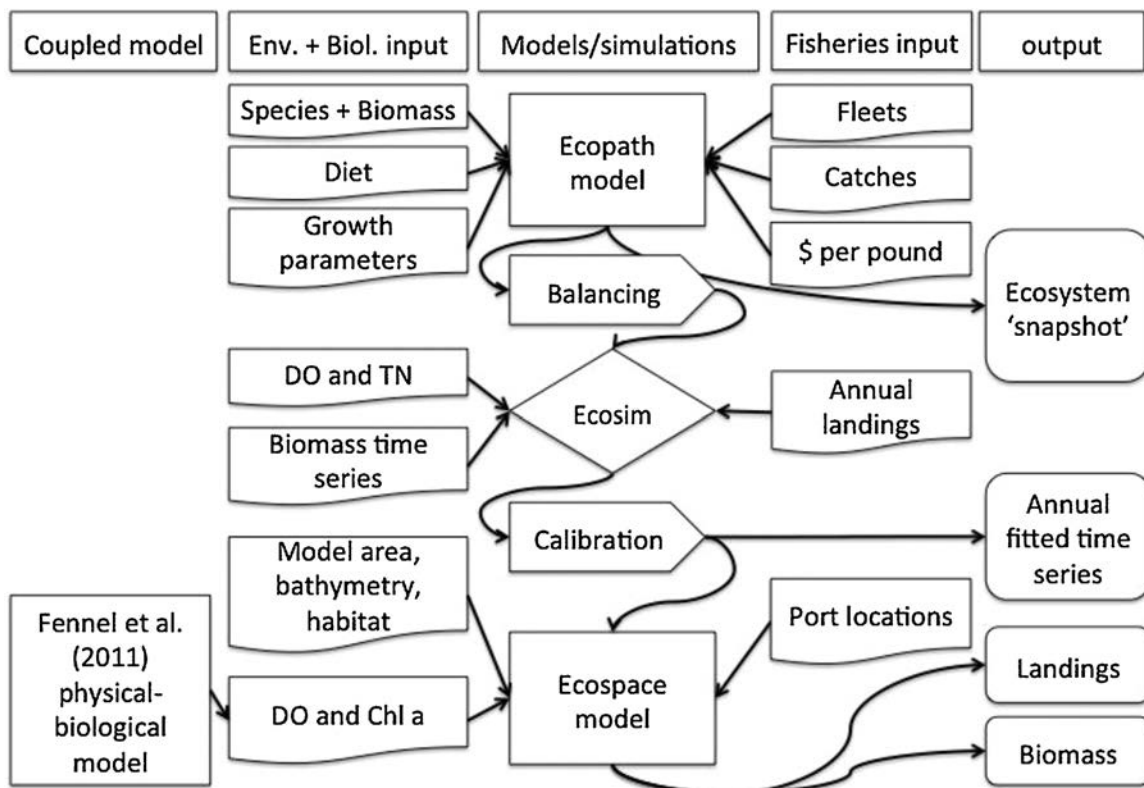 Coupled model
Env. + Biol. input
Models/simulations
Fisheries input
output
Species + Biomass
Diet
Growth
parameters
Ecopath
model
Fleets
Catches
$ per pound
Balancing
Ecosystem
‘snapshot’
DO and TN
Biomass time
series
Ecosim
Annual
landings
Calibration
Annual
fitted time
series
Model area,
bathymetry,
habitat
Fennel et al.
(2011)
physical-
biological
model
DO and Chl a
Ecospace
model
Port locations
Landings
Biomass